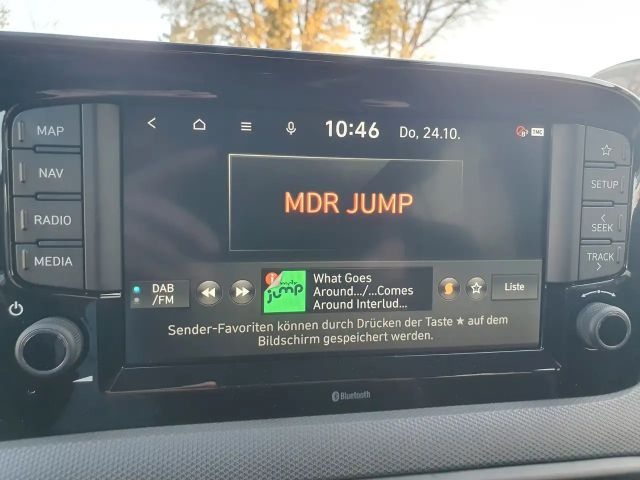 10:46 Do, 24.10. TMC
MAP
NAV
RADIO
MEDIA
SETUP
SEEK
TRACK
MDR JUMP
DAB
/FM
mdr
jump
What Goes
Around.../...Comes
Around Interlud...
Liste
Sender-Favoriten können durch Drücken der Taste ★ auf dem
Bildschirm gespeichert werden.
Bluetooth